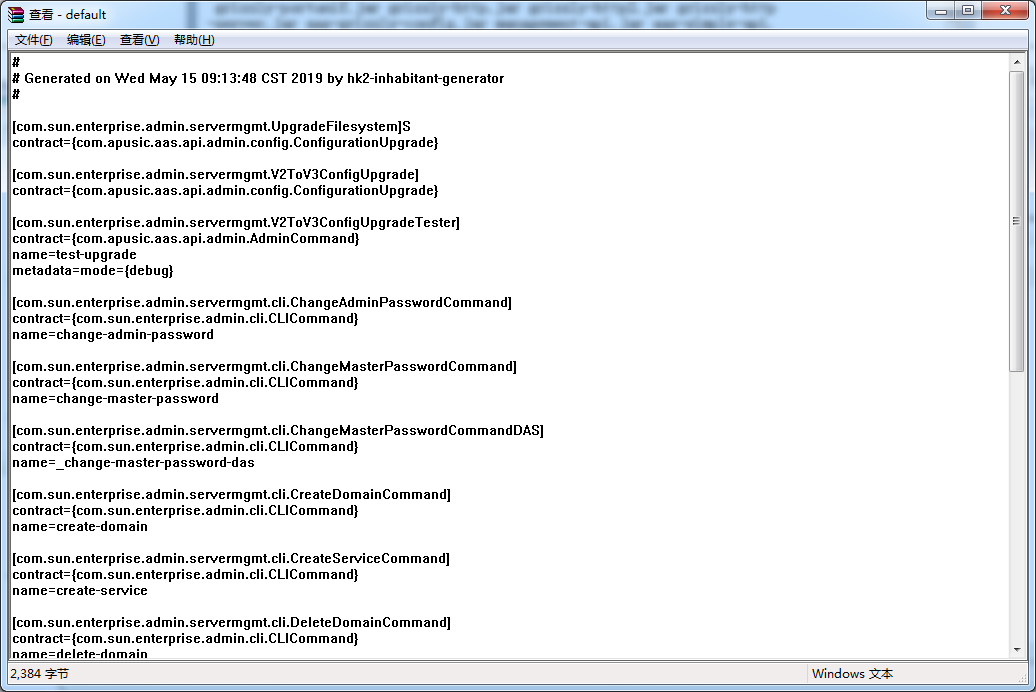 查看 - default
文件(F) 编辑(E) 查看(V) 帮助(H)
#
# Generated on Wed May 15 09:13:48 CST 2019 by hk2-inhabitant-generator
#
[com.sun.enterprise.admin.servermgmt.UpgradeFilesystem]S
contract={com.apusic.aas.api.admin.config.ConfigurationUpgrade}
[com.sun.enterprise.admin.servermgmt.V2ToV3ConfigUpgrade]
contract={com.apusic.aas.api.admin.config.ConfigurationUpgrade}
[com.sun.enterprise.admin.servermgmt.V2ToV3ConfigUpgradeTester]
contract={com.apusic.aas.api.admin.AdminCommand}
name=test-upgrade
metadata=mode={debug}
[com.sun.enterprise.admin.servermgmt.cli.ChangeAdminPasswordCommand]
contract={com.sun.enterprise.admin.cli.CLICommand}
name=change-admin-password
[com.sun.enterprise.admin.servermgmt.cli.ChangeMasterPasswordCommand]
contract={com.sun.enterprise.admin.cli.CLICommand}
name=change-master-password
[com.sun.enterprise.admin.servermgmt.cli.ChangeMasterPasswordCommandDAS]
contract={com.sun.enterprise.admin.cli.CLICommand}
name=_change-master-password-das
[com.sun.enterprise.admin.servermgmt.cli.CreateDomainCommand]
contract={com.sun.enterprise.admin.cli.CLICommand}
name=create-domain
[com.sun.enterprise.admin.servermgmt.cli.CreateServiceCommand]
contract={com.sun.enterprise.admin.cli.CLICommand}
name=create-service
[com.sun.enterprise.admin.servermgmt.cli.DeleteDomainCommand]
contract={com.sun.enterprise.admin.cli.CLICommand}
name=delete-domain
2,384 字节 Windows 文本